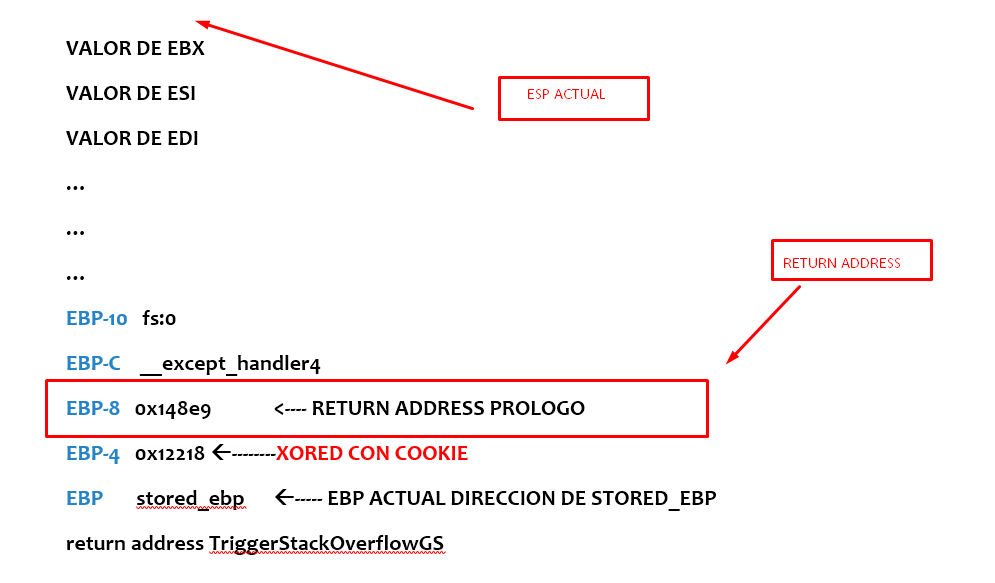 VALOR DE EBX
ESP ACTUAL
VALOR DE ESI
VALOR DE EDI
...
...
RETURN ADDRESS
...
EBP-10 fs:0
EBP-C __except_handler4
EBP-8 0x148e9 <---- RETURN ADDRESS PROLOGO
EBP-4 0x12218 ←--------XORED CON COOKIE
EBP stored_ebp ←----- EBP ACTUAL DIRECCION DE STORED_EBP
return address TriggerStackOverflowGS